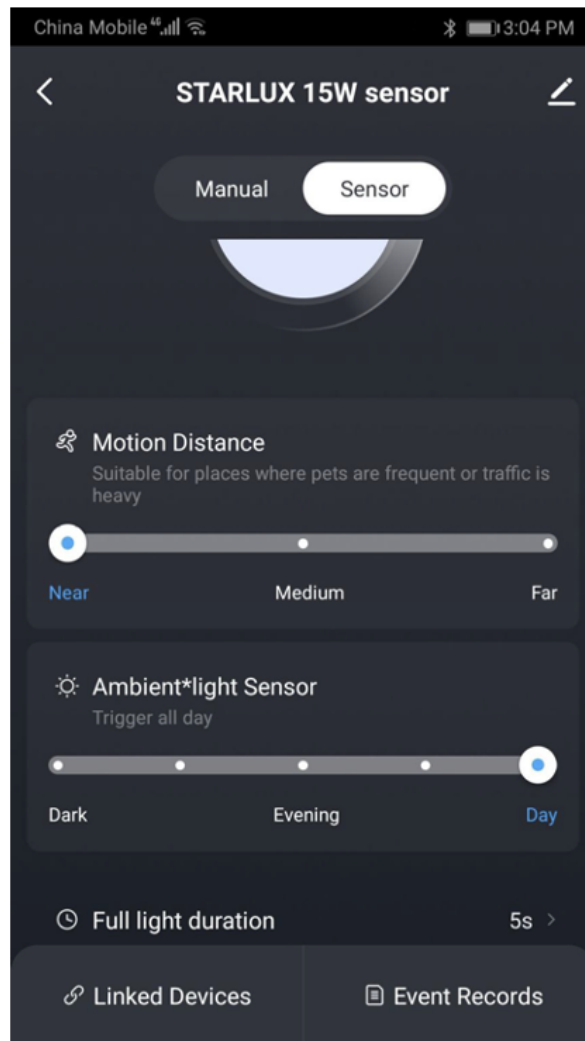 China Mobile 3:04 PM
STARLUX 15W sensor
Manual Sensor
Motion Distance
Suitable for places where pets are frequent or traffic is
heavy
Near Medium Far
Ambient*light Sensor
Trigger all day
Dark Evening Day
Full light duration 5s
Linked Devices Event Records